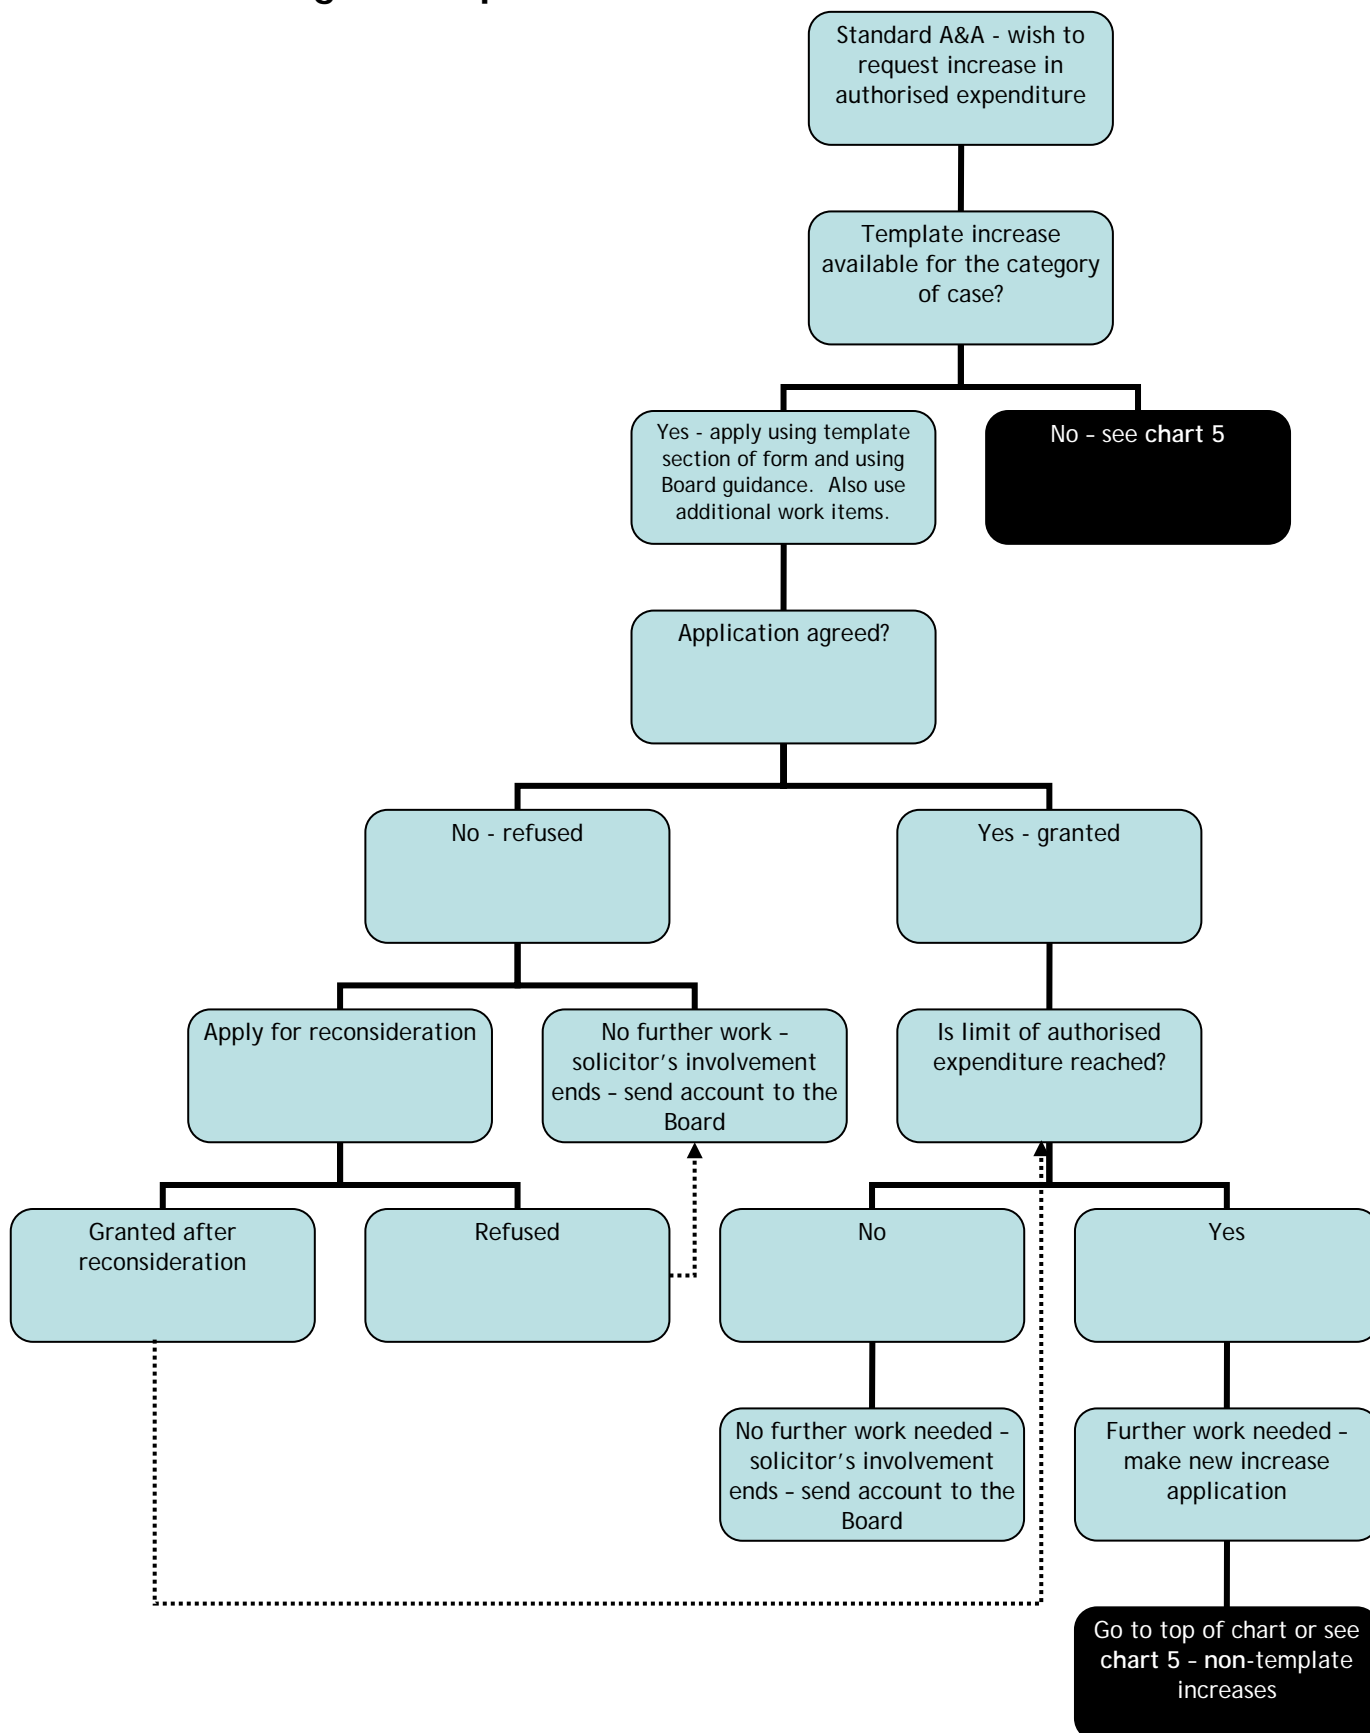 Standard A&A - wish to
request increase in
authorised expenditure
Template increase
available for the category
of case?
Yes - apply using template
section of form and using
Board guidance. Also use
additional work items.
No – see chart 5
Application agreed?
No - refused
Yes - granted
Apply for reconsideration
No further work –
solicitor’s involvement
ends – send account to the
Board
Is limit of authorised
expenditure reached?
Granted after
reconsideration
Refused
No
Yes
No further work needed –
solicitor’s involvement
ends – send account to the
Board
Further work needed –
make new increase
application
Go to top of chart or see
chart 5 – non-template
increases